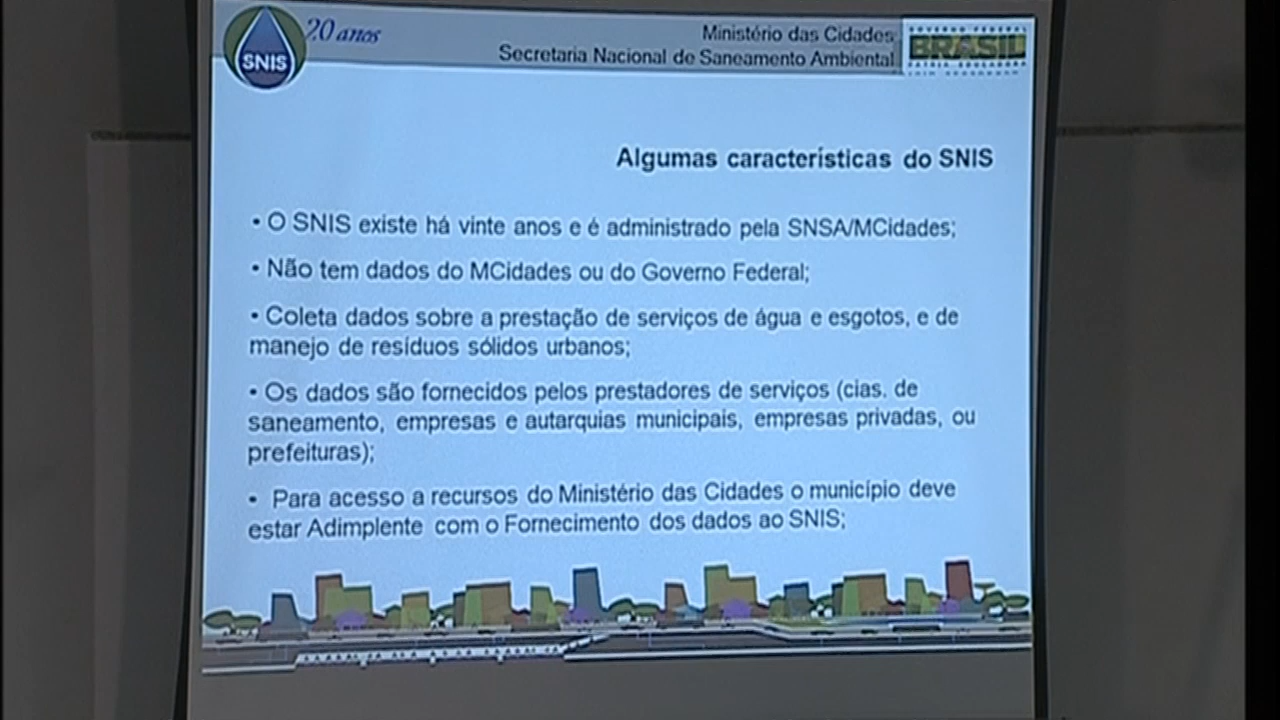 SNIS
20 anos
Ministério das Cidades
Secretaria Nacional de Saneamento Ambiental
GOVERNO FEDERAL
BRASIL
PÁTRIA EDUCADORA
Algumas características do SNIS
• O SNIS existe há vinte anos e é administrado pela SNSA/MCidades;
• Não tem dados do MCidades ou do Governo Federal;
• Coleta dados sobre a prestação de serviços de água e esgotos, e de
manejo de resíduos sólidos urbanos;
• Os dados são fornecidos pelos prestadores de serviços (cias. de
saneamento, empresas e autarquias municipais, empresas privadas, ou
prefeituras);
• Para acesso a recursos do Ministério das Cidades o município deve
estar Adimplente com o Fornecimento dos dados ao SNIS;